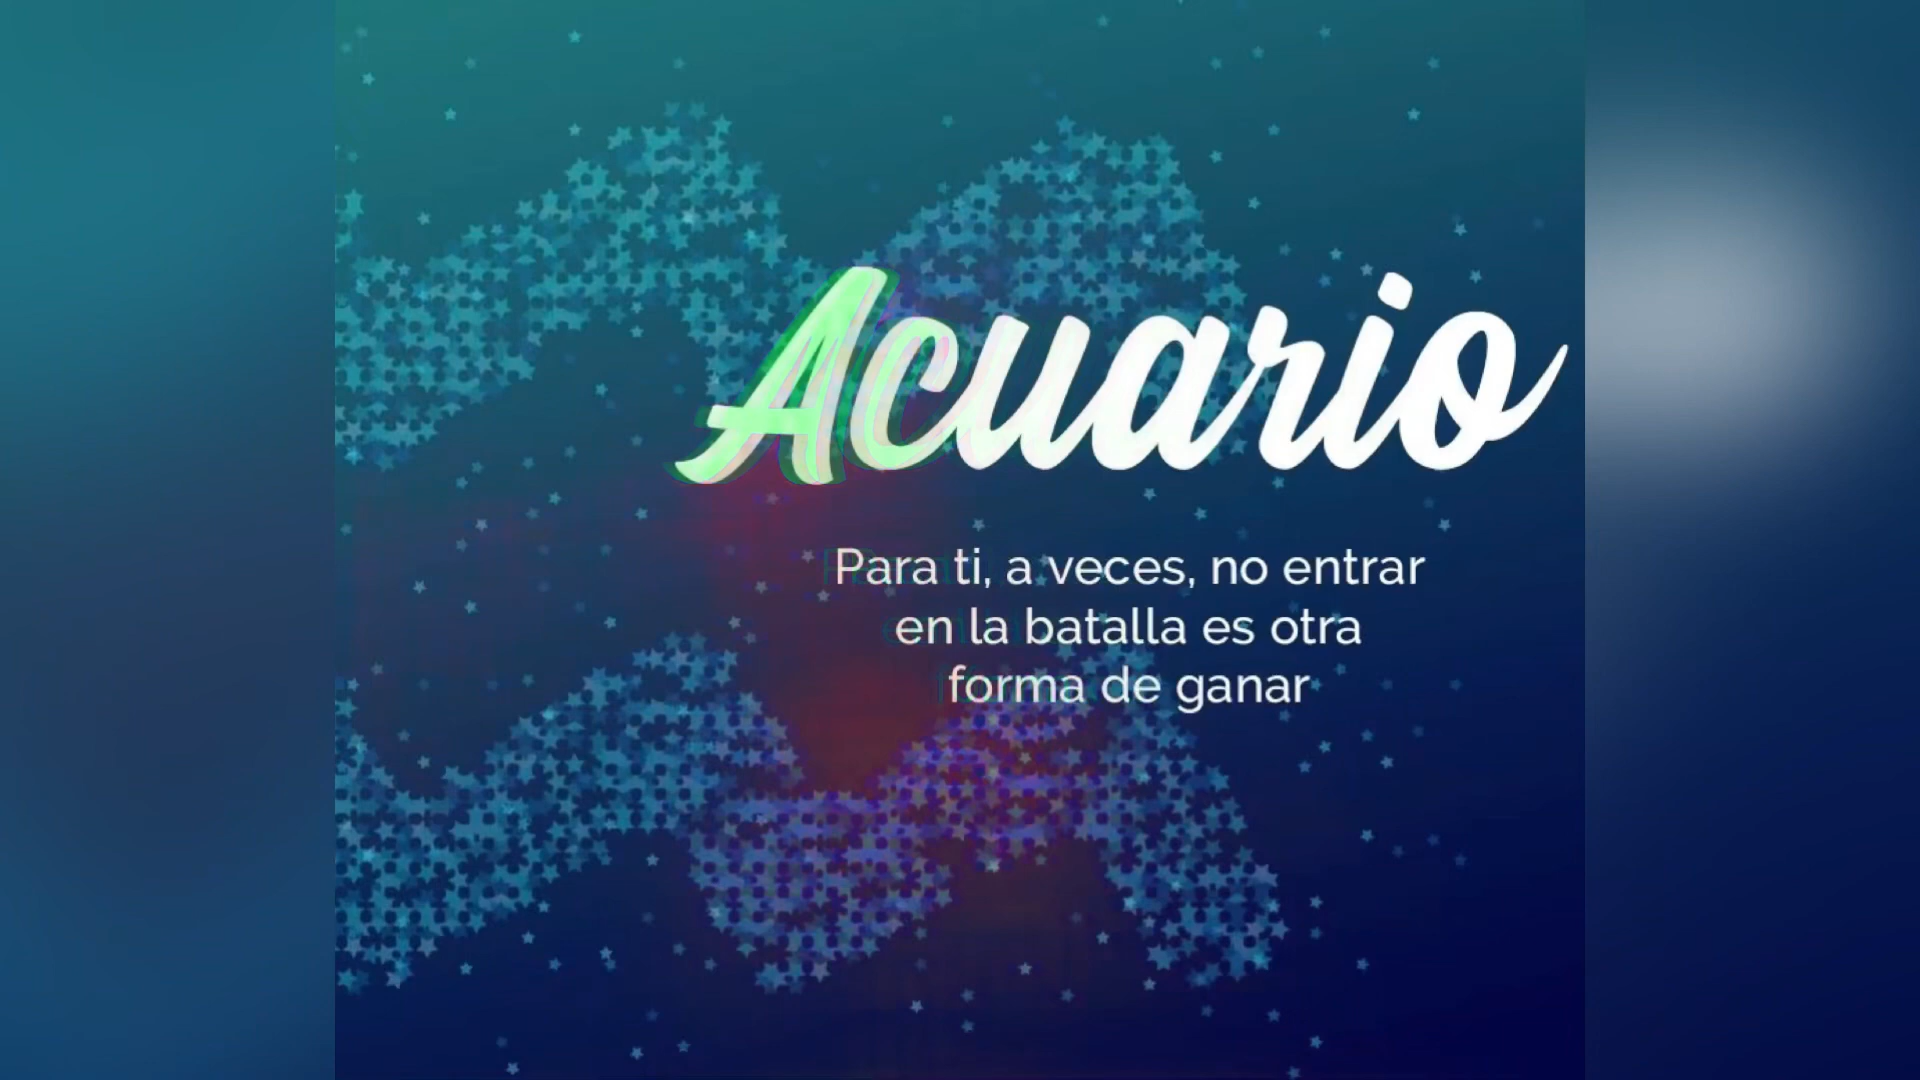 Acuario
Para ti, a veces, no entrar
en la batalla es otra
forma de ganar